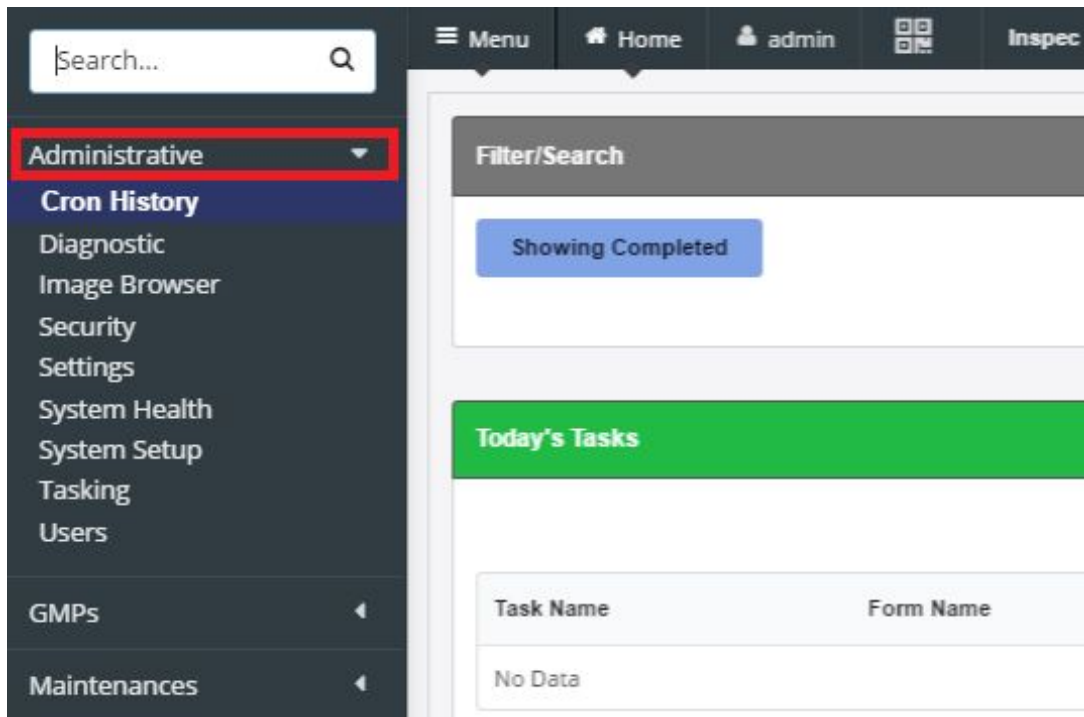 Search...
Menu Home admin Inspec
Administrative
Cron History
Diagnostic
Image Browser
Security
Settings
System Health
System Setup
Tasking
Users
GMPs
Maintenances
Filter/Search
Showing Completed
Today's Tasks
Task Name Form Name
No Data